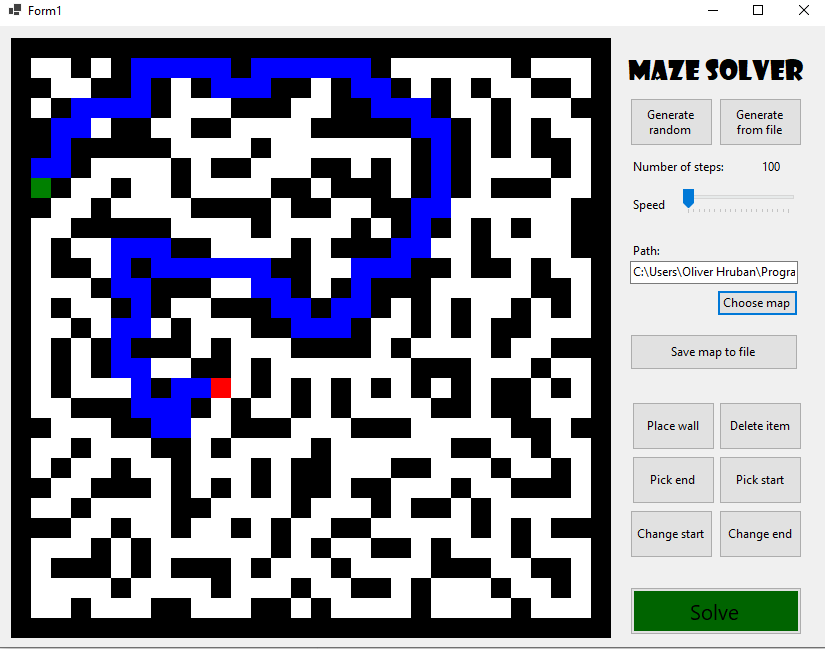 Form1
MAZE SOLVER
Generate
random
Generate
from file
Number of steps: 100
Speed
Path:
C:\Users\Oliver Hruban\Progra
Choose map
Save map to file
Place wall
Delete item
Pick end
Pick start
Change start
Change end
Solve